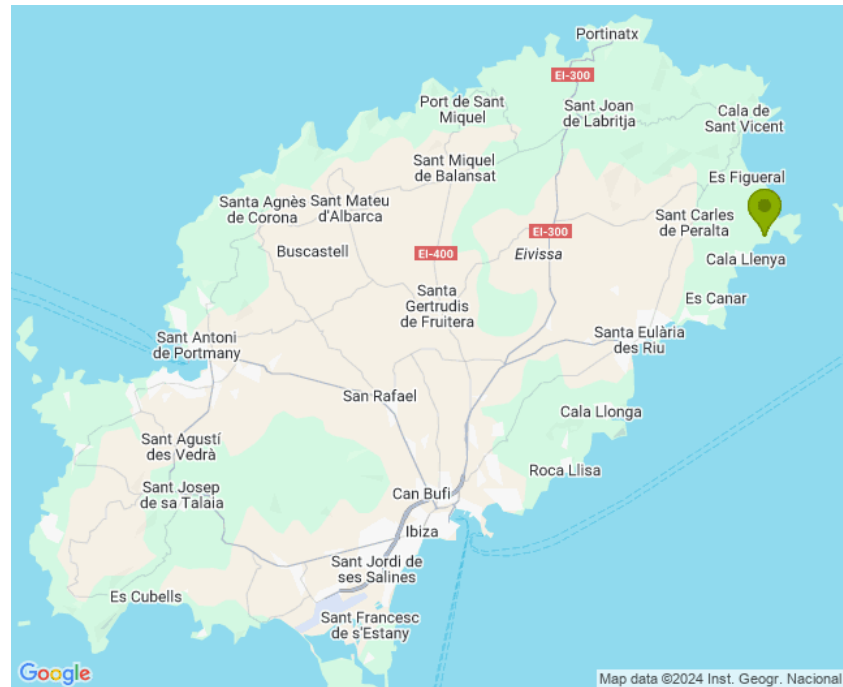 Portinatx
EI-300
Port de Sant
Miquel
Sant Joan
de Labritja
Cala de
Sant Vicent
Sant Miquel
de Balansat
Es Figueral
Santa Agnès
de Corona
Sant Mateu
d'Albarca
Sant Carles
de Peralta
EI-300
Buscastell
EI-400
Eivissa
Cala Llenya
Santa
Gertrudis
de Fruitera
Es Canar
Sant Antoni
de Portmany
Santa Eulària
des Riu
San Rafael
Cala Llonga
Sant Agustí
des Vedrà
Roca Llisa
Sant Josep
de sa Talaia
Can Bufi
Ibiza
Sant Jordi de
ses Salines
Es Cubells
Sant Francesc
de s'Estany
Google
Map data ©2024 Inst. Geogr. Nacional